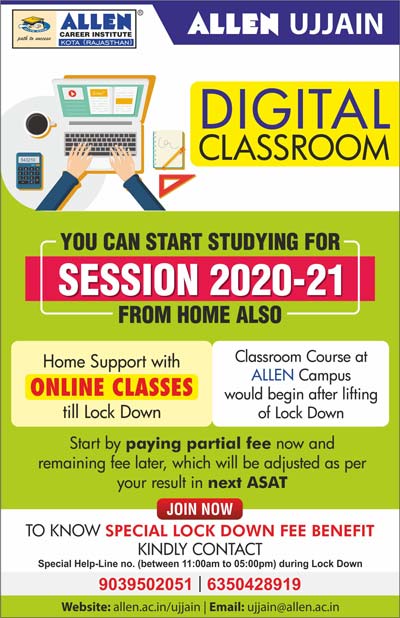 ALLEN®
CAREER INSTITUTE
KOTA (RAJASTHAN)
path to success
ALLEN UJJAIN
DIGITAL
CLASSROOM
YOU CAN START STUDYING FOR
SESSION 2020-21
FROM HOME ALSO
Home Support with
ONLINE CLASSES
till Lock Down
Classroom Course at
ALLEN Campus
would begin after lifting
of Lock Down
Start by paying partial fee now and
remaining fee later, which will be adjusted as per
your result in next ASAT
JOIN NOW
TO KNOW SPECIAL LOCK DOWN FEE BENEFIT
KINDLY CONTACT
Special Help-Line no. (between 11:00am to 05:00pm) during Lock Down
9039502051 | 6350428919
Website: allen.ac.in/ujjain | Email: ujjain@allen.ac.in